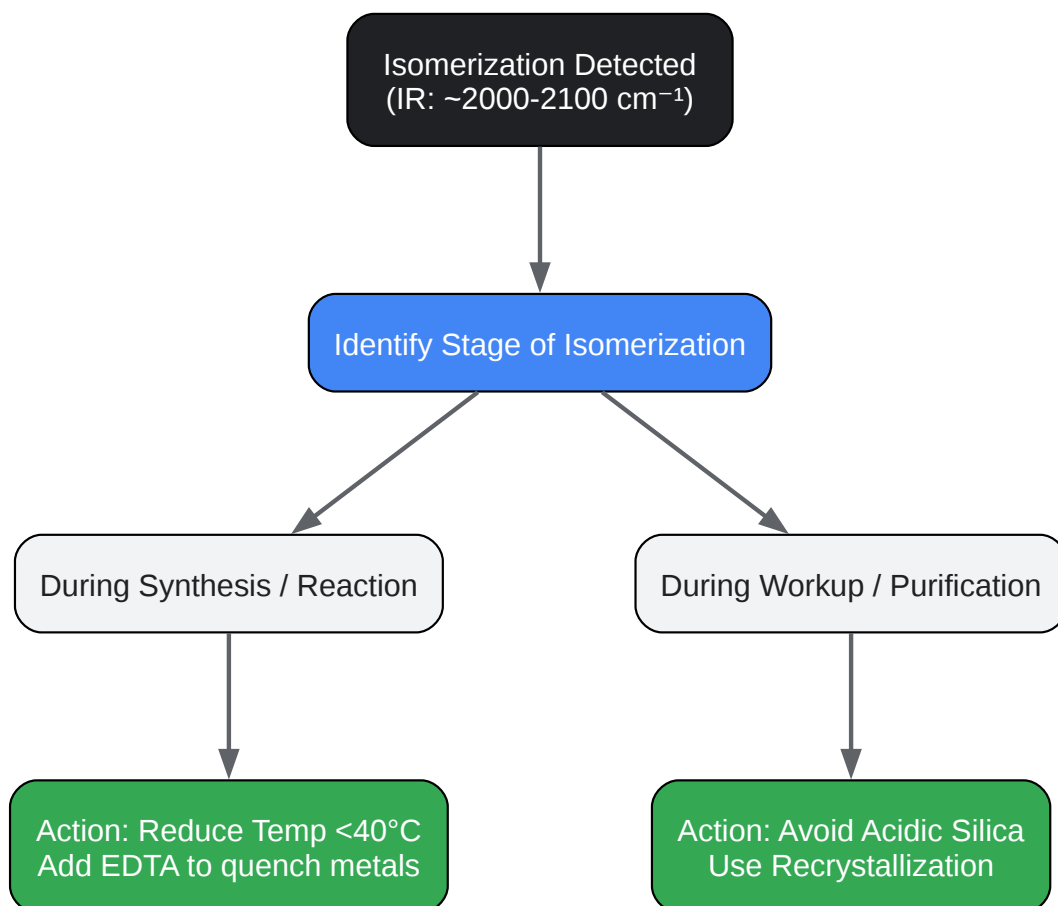 Isomerization Detected
(IR: ~2000-2100 cm⁻¹)
Identify Stage of Isomerization
During Synthesis / Reaction
During Workup / Purification
Action: Reduce Temp <40°C
Add EDTA to quench metals
Action: Avoid Acidic Silica
Use Recrystallization